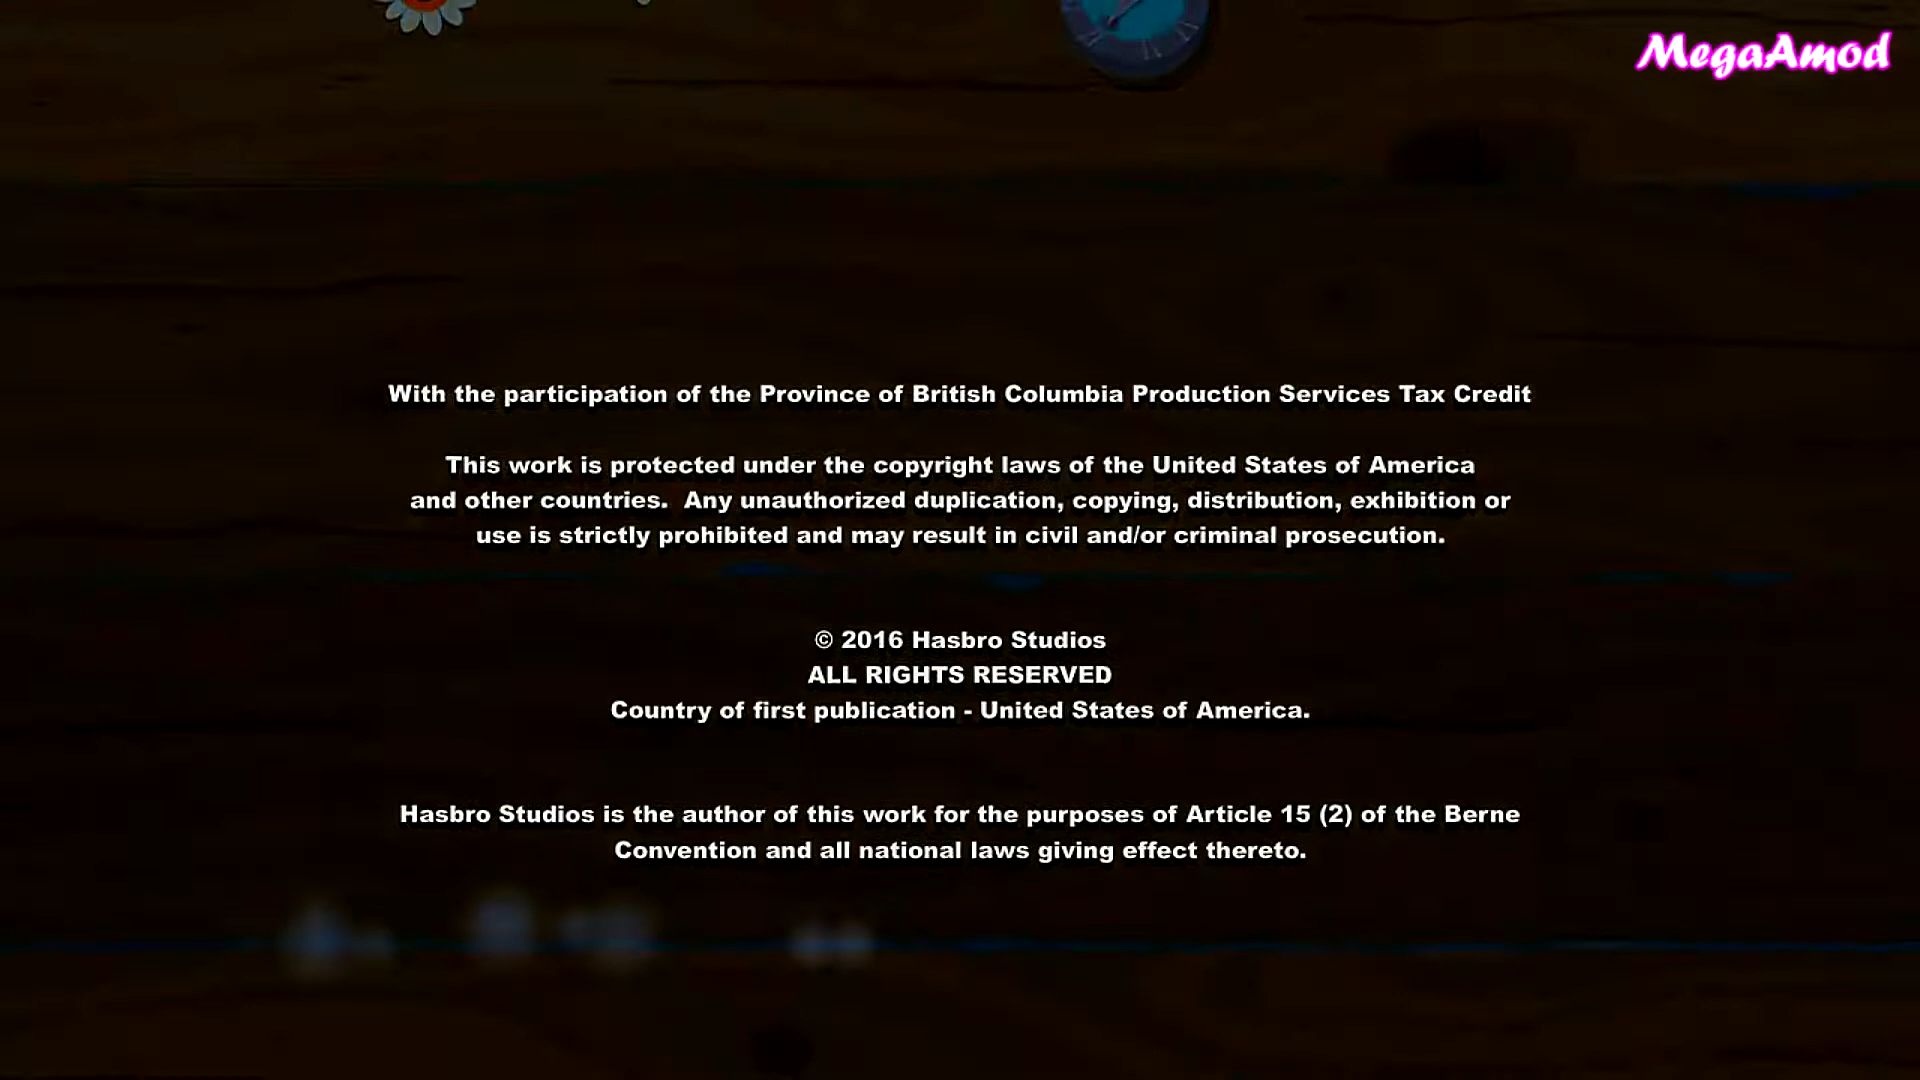 MegaAmod
With the participation of the Province of British Columbia Production Services Tax Credit
This work is protected under the copyright laws of the United States of America
and other countries.  Any unauthorized duplication, copying, distribution, exhibition or
use is strictly prohibited and may result in civil and/or criminal prosecution.
© 2016 Hasbro Studios
ALL RIGHTS RESERVED
Country of first publication - United States of America.
Hasbro Studios is the author of this work for the purposes of Article 15 (2) of the Berne
Convention and all national laws giving effect thereto.